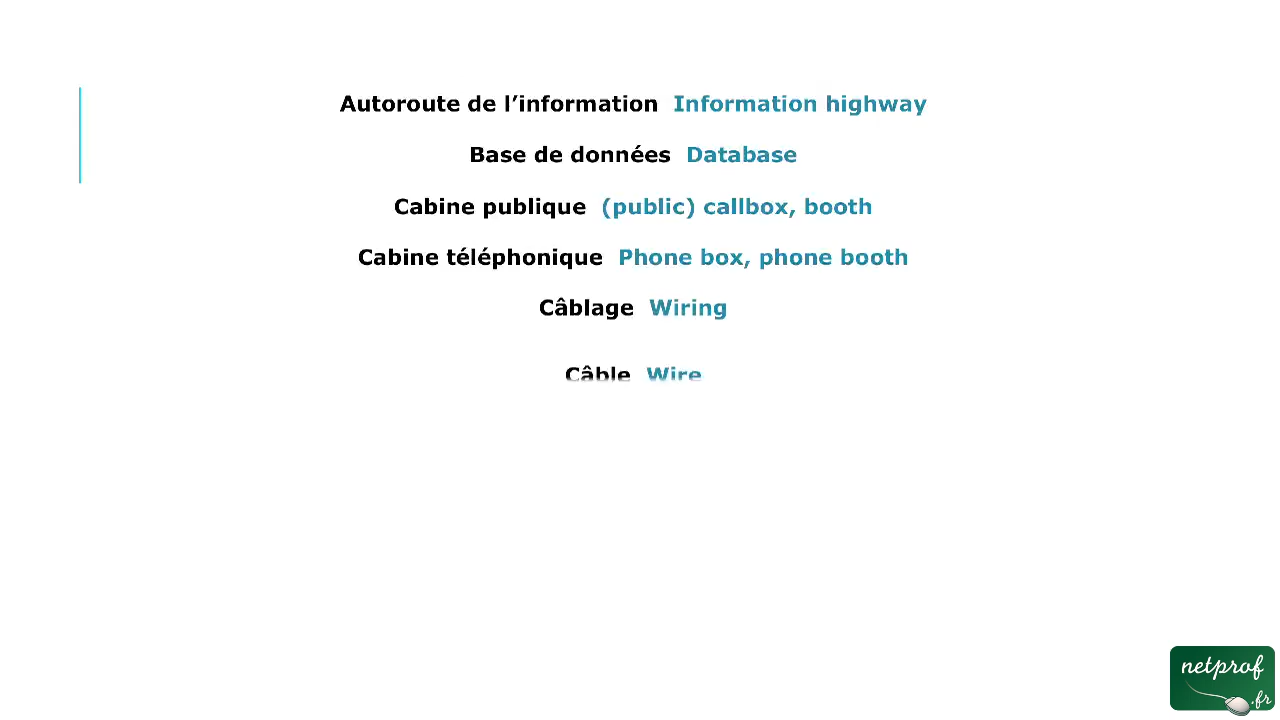 Autoroute de l’information Information highway
Base de données Database
Cabine publique (public) callbox, booth
Cabine téléphonique Phone box, phone booth
Câblage Wiring
Câble Wire
netprof
.fr